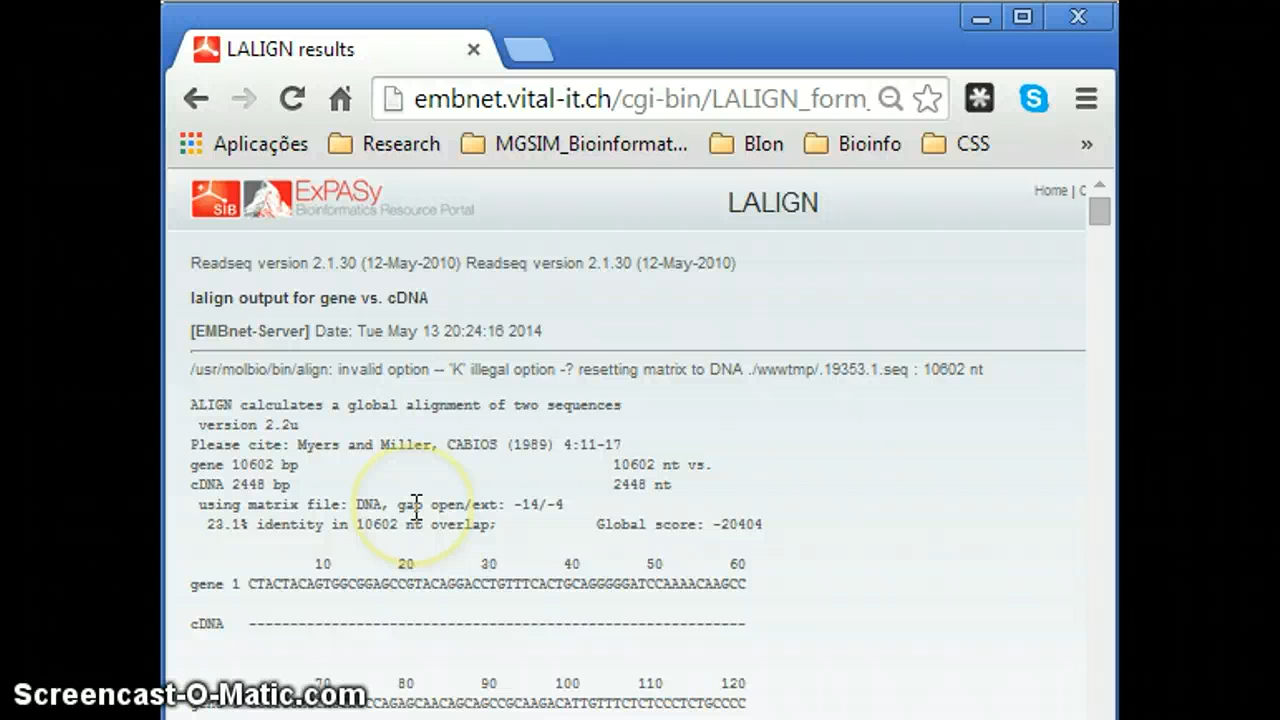 LALIGN results
embnet.vital-it.ch/cgi-bin/LALIGN_form_
Aplicações Research MGSIM_Bioinformat... BIon Bioinfo CSS »
SIB ExPASy
Bioinformatics Resource Portal
LALIGN
Home | C
Readseq version 2.1.30 (12-May-2010) Readseq version 2.1.30 (12-May-2010)
lalign output for gene vs. cDNA
[EMBnet-Server] Date: Tue May 13 20:24:16 2014
/usr/molbio/bin/align: invalid option -- 'K' illegal option -? resetting matrix to DNA ./wwwtmp/.19353.1.seq : 10602 nt
ALIGN calculates a global alignment of two sequences
version 2.2u
Please cite: Myers and Miller, CABIOS (1989) 4:11-17
gene 10602 bp 10602 nt vs.
cDNA 2448 bp 2448 nt
using matrix file: DNA, gap open/ext: -14/-4
23.1% identity in 10602 nt overlap; Global score: -20404
10 20 30 40 50 60
gene 1 CTACTACAGTGGCGGAGCCGTACAGGACCTGTTTCACTGCAGGGGGATCCAAAACAAGCC
cDNA ------------------------------------------------------------
70 80 90 100 110 120
CCAGAGCAACAGCAGCCGCAAGACATTGTTTCTCTCCCTCTGCCCC
Screencast-O-Matic.com